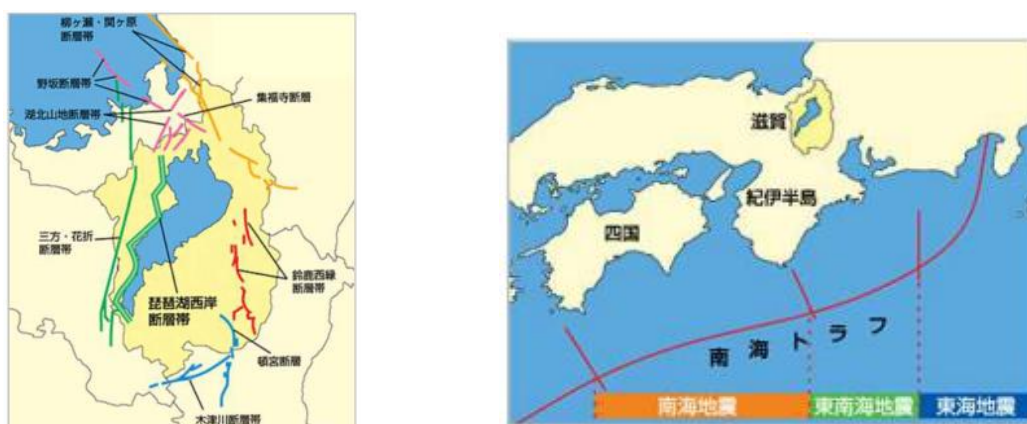 柳ヶ瀬・関ヶ原
断層帯
野坂断層帯
集福寺断層
湖北山地断層帯
三方・花折
断層帯
鈴鹿西縁
断層帯
琵琶湖西岸
断層帯
頓宮断層
木津川断層帯
滋賀
紀伊半島
四国
南海トラフ
南海地震
東南海地震
東海地震